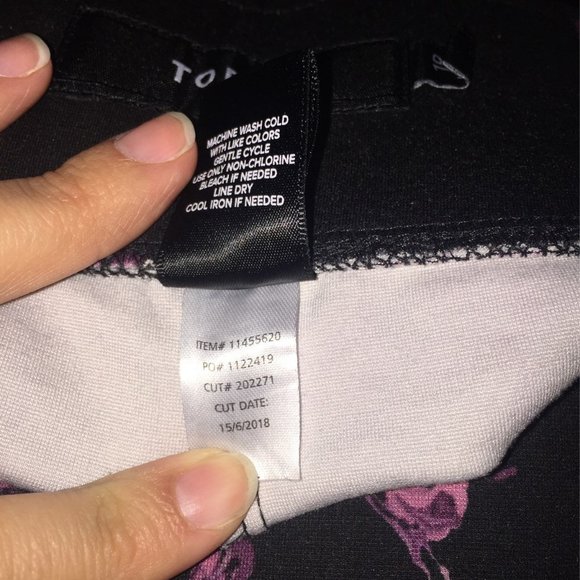 MACHINE WASH COLD
WITH LIKE COLORS
GENTLE CYCLE
USE ONLY NON-CHLORINE
BLEACH IF NEEDED
LINE DRY
COOL IRON IF NEEDED
ITEM# 11455620
PO# 1122419
CUT# 202271
CUT DATE:
15/6/2018